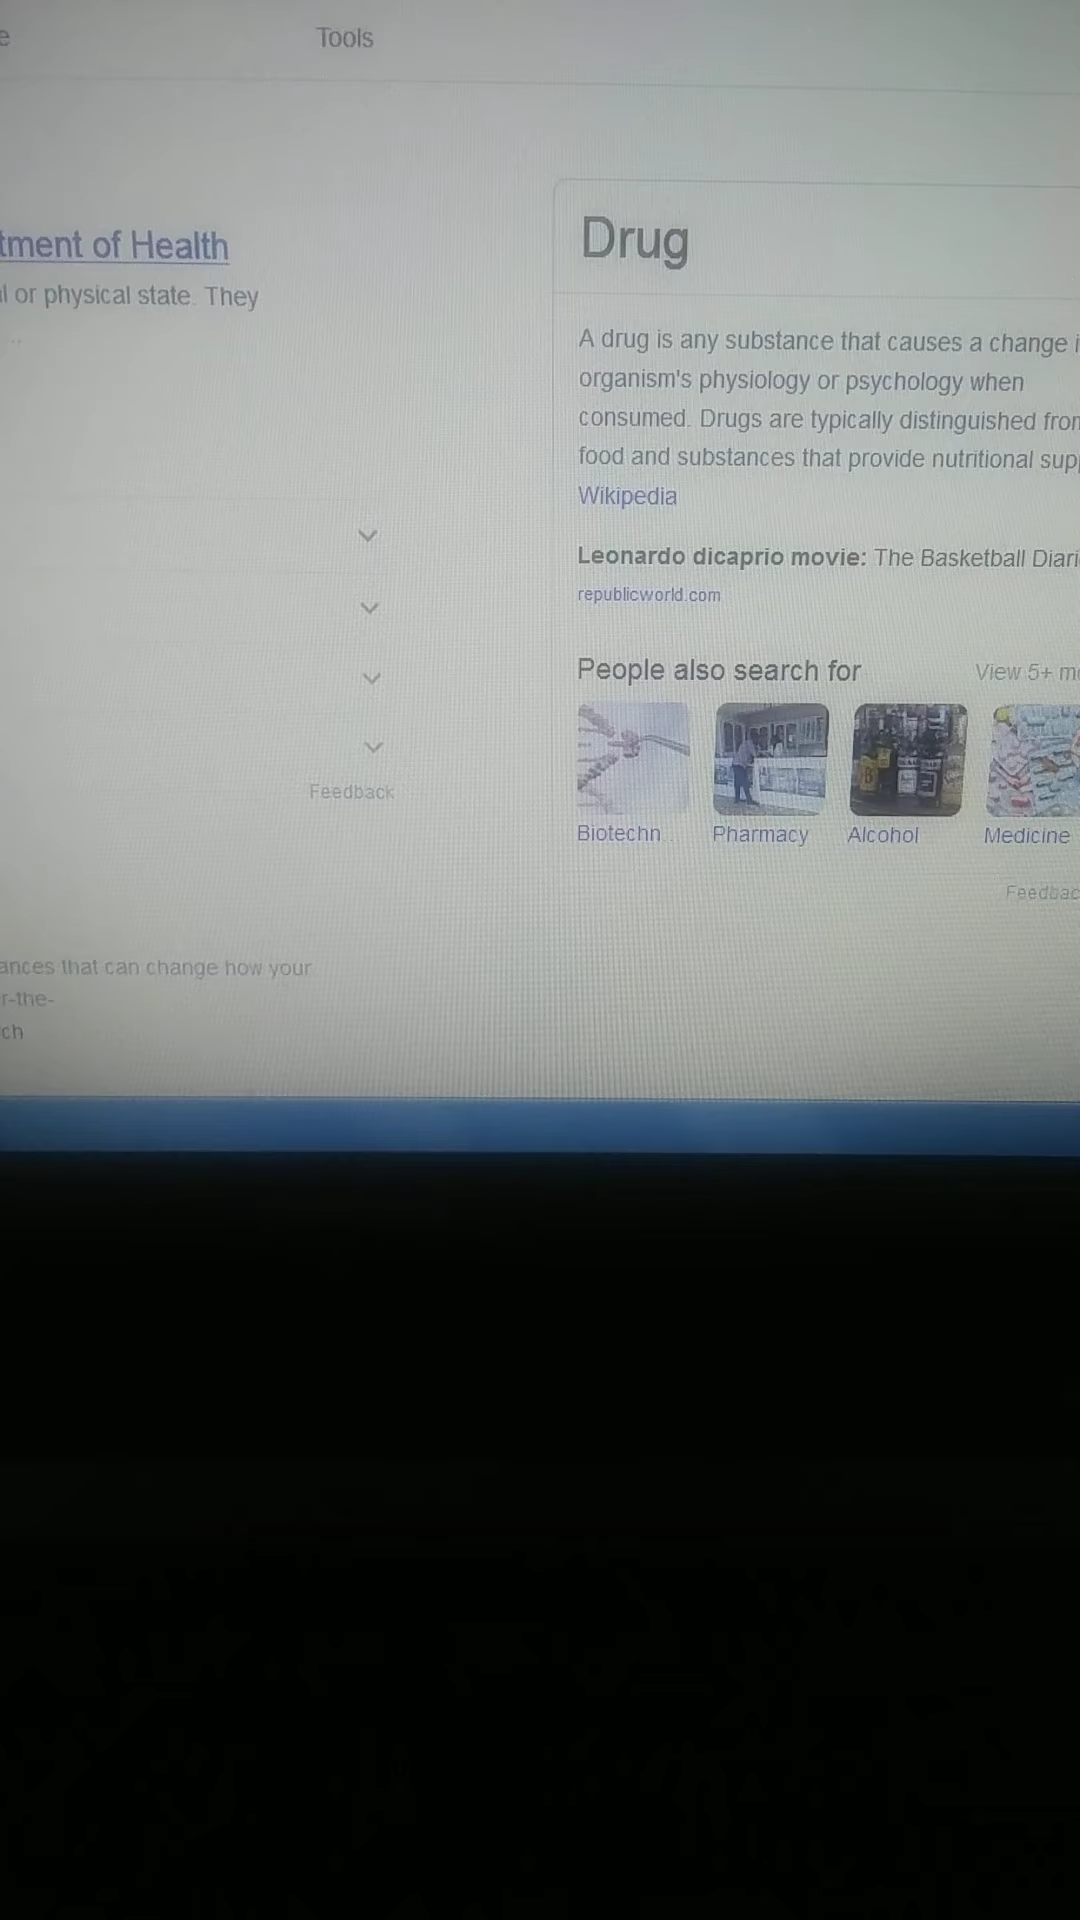 e
Tools
tment of Health
l or physical state. They
...
Feedback
ances that can change how your
r-the-
ch
Drug
A drug is any substance that causes a change i
organism's physiology or psychology when
consumed. Drugs are typically distinguished from
food and substances that provide nutritional sup
Wikipedia
Leonardo dicaprio movie: The Basketball Diari
republicworld.com
People also search for
View 5+ m
Biotechn...
Pharmacy
Alcohol
Medicine
Feedbac